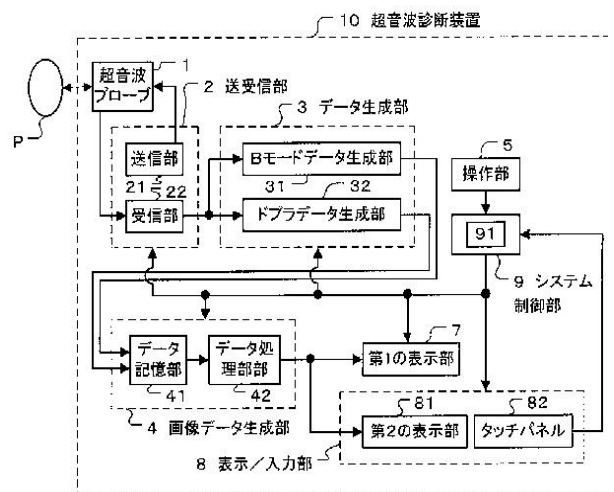 10 超音波診断装置
1
超音波
プローブ
P
2 送受信部
送信部
21
22
受信部
3 データ生成部
Bモードデータ生成部
31
32
ドプラデータ生成部
5
操作部
91
9 システム
制御部
データ
記憶部
41
データ処
理部部
42
4 画像データ生成部
7
第1の表示部
81
第2の表示部
82
タッチパネル
8 表示／入力部